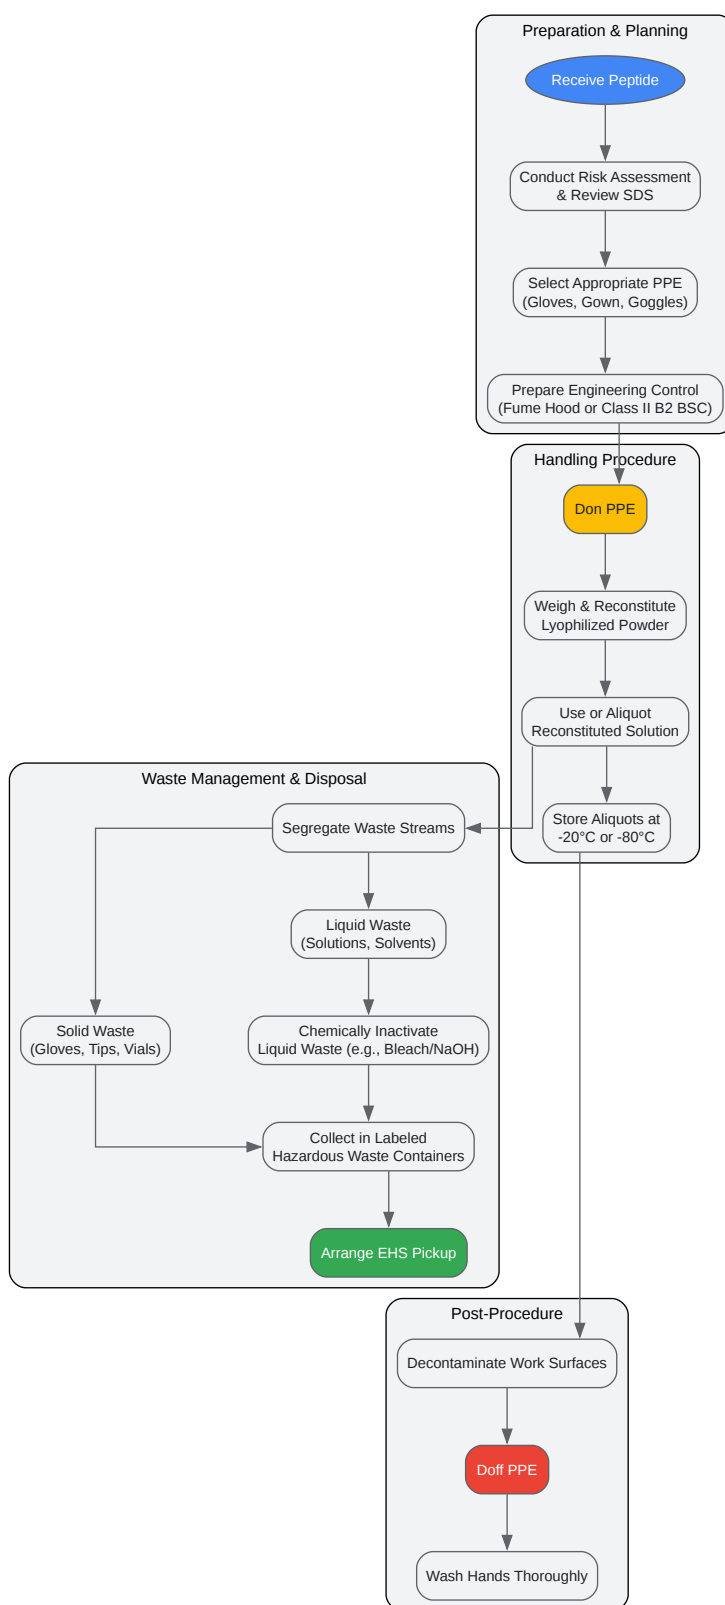 Preparation & Planning
Receive Peptide
Conduct Risk Assessment
& Review SDS
Select Appropriate PPE
(Gloves, Gown, Goggles)
Prepare Engineering Control
(Fume Hood or Class II B2 BSC)
Handling Procedure
Don PPE
Weigh & Reconstitute
Lyophilized Powder
Use or Aliquot
Reconstituted Solution
Store Aliquots at
-20°C or -80°C
Waste Management & Disposal
Segregate Waste Streams
Liquid Waste
(Solutions, Solvents)
Solid Waste
(Gloves, Tips, Vials)
Chemically Inactivate
Liquid Waste (e.g., Bleach/NaOH)
Collect in Labeled
Hazardous Waste Containers
Arrange EHS Pickup
Post-Procedure
Decontaminate Work Surfaces
Doff PPE
Wash Hands Thoroughly